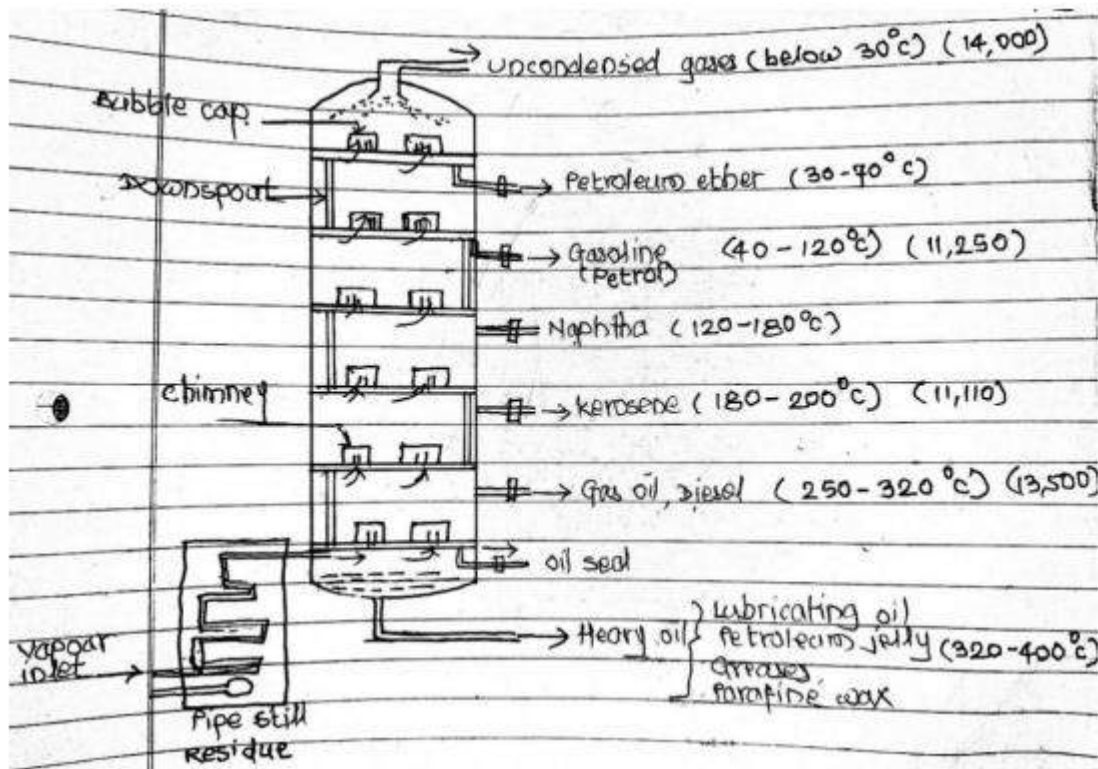 uncondensed gases (below 30°C) (14,000)
Bubble cap.
Downspout
Petroleum ether (30-70°C)
Gasoline (40-120°C) (11,250)
(Petrol)
Naphtha (120-180°C)
chimney
kerosene (180-200°C) (11,110)
Gas oil, Diesel (250-320°C) (13,500)
oil seal
Heavy oil
Lubricating oil
Petroleum jelly (320-400°C)
Greases
Parafine wax
Vapoar
inlet
Pipe still
Residue